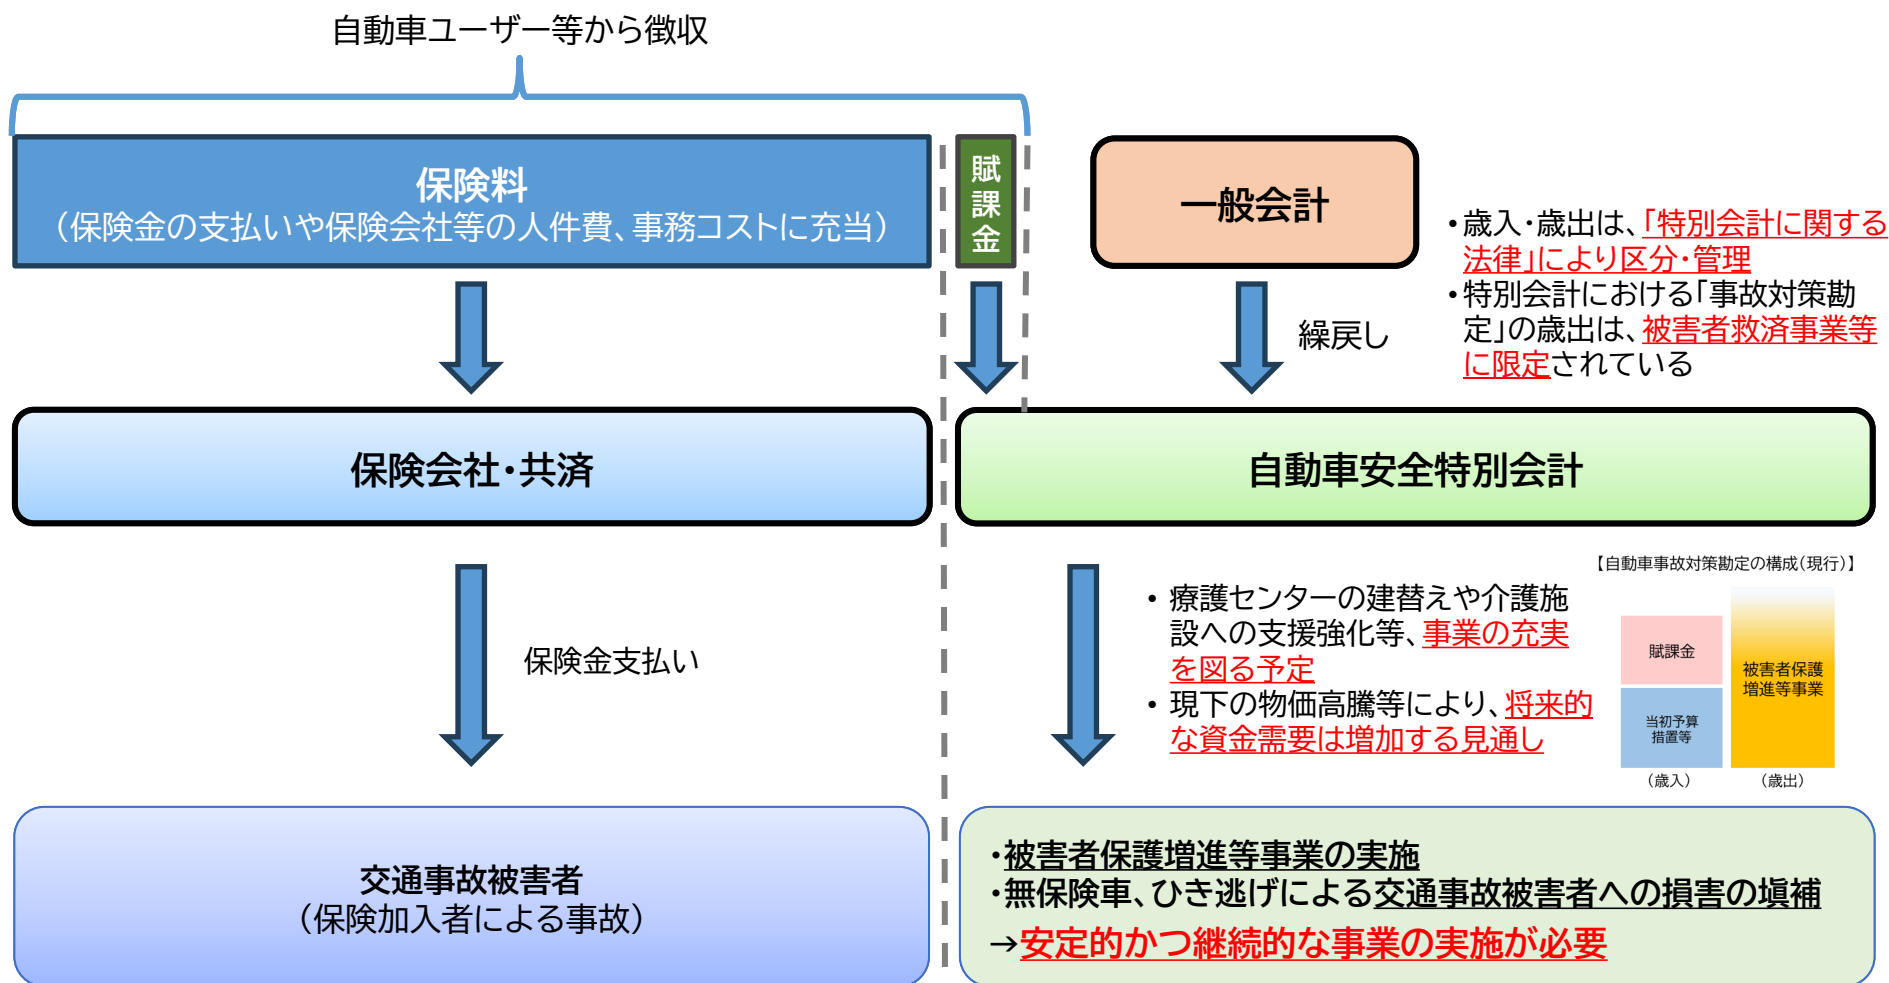 自動車ユーザー等から徴収
保険料
（保険金の支払いや保険会社等の人件費、事務コストに充当）
賦課金
一般会計
・歳入・歳出は、「特別会計に関する
法律」により区分・管理
・特別会計における「事故対策勘
定」の歳出は、被害者救済事業等
に限定されている
繰戻し
保険会社・共済
自動車安全特別会計
保険金支払い
・療護センターの建替えや介護施
設への支援強化等、事業の充実
を図る予定
・現下の物価高騰等により、将来的
な資金需要は増加する見通し
【自動車事故対策勘定の構成（現行）】
賦課金
当初予算
措置等
（歳入）
被害者保護
増進等事業
（歳出）
交通事故被害者
（保険加入者による事故）
・被害者保護増進等事業の実施
・無保険車、ひき逃げによる交通事故被害者への損害の塡補
→安定的かつ継続的な事業の実施が必要